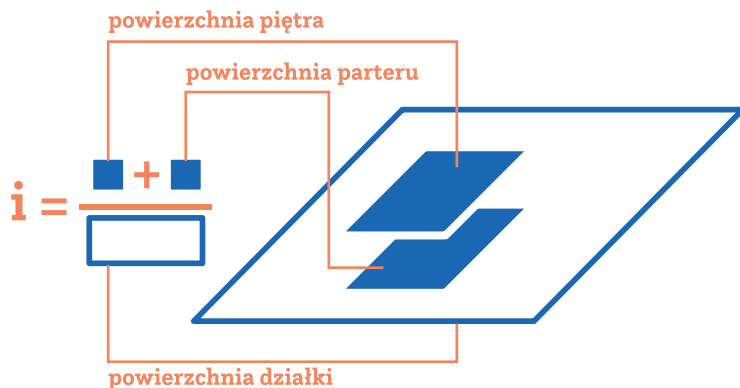 powierzchnia piętra
powierzchnia parteru
i = +
powierzchnia działki